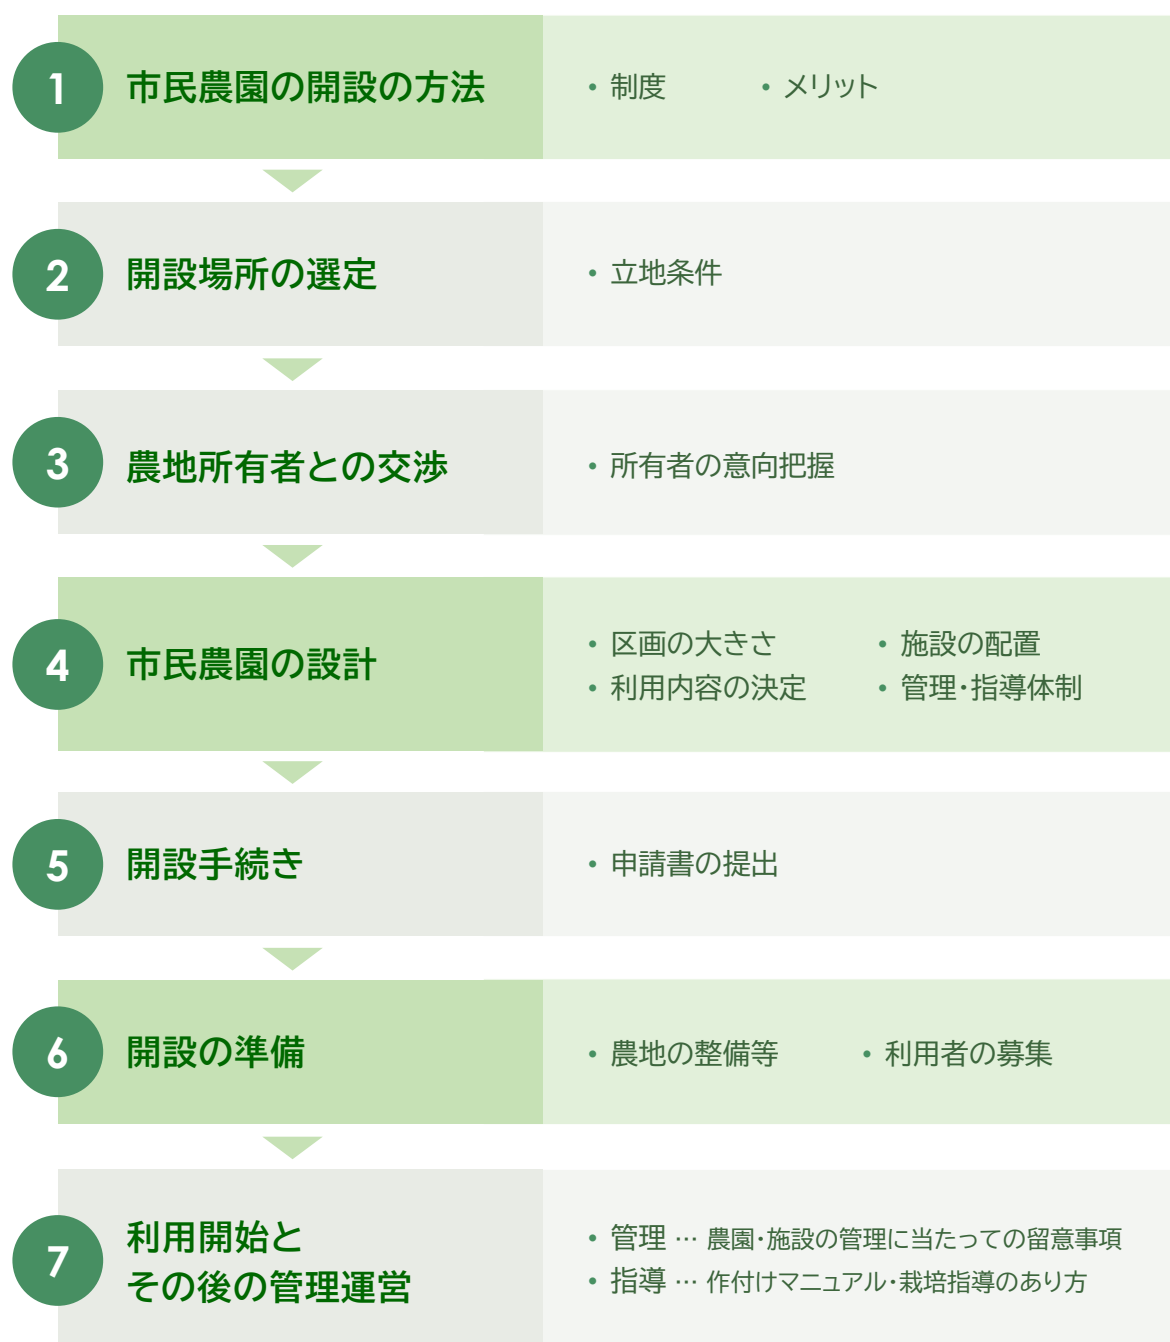 1 市民農園の開設の方法
• 制度 • メリット
2 開設場所の選定
• 立地条件
3 農地所有者との交渉
• 所有者の意向把握
4 市民農園の設計
• 区画の大きさ • 施設の配置
• 利用内容の決定 • 管理・指導体制
5 開設手続き
• 申請書の提出
6 開設の準備
• 農地の整備等 • 利用者の募集
7 利用開始と
その後の管理運営
• 管理 … 農園・施設の管理に当たっての留意事項
• 指導 … 作付けマニュアル・栽培指導のあり方